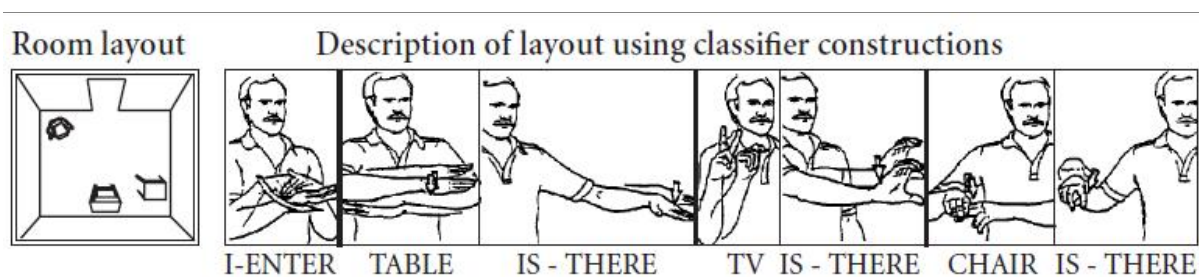 Room layout
Description of layout using classifier constructions
I-ENTER TABLE IS - THERE TV IS - THERE CHAIR IS - THERE